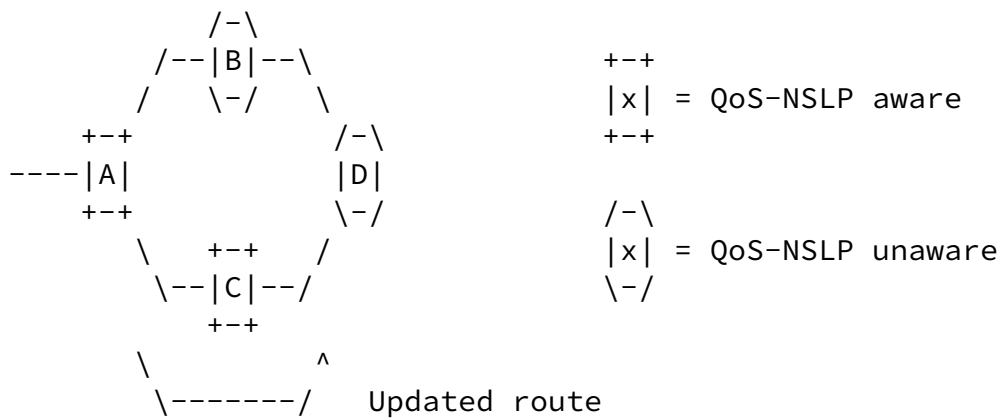 /-\
/--|B|--\ +-+
/ \-/ \ |x| = QoS-NSLP aware
+-+ /-\ +-+
----|A| |D|
+-+ \-/ /-\
\ +-+ / |x| = QoS-NSLP unaware
\--|C|--/ \-/
+-+
\ ^
\-------/ Updated route